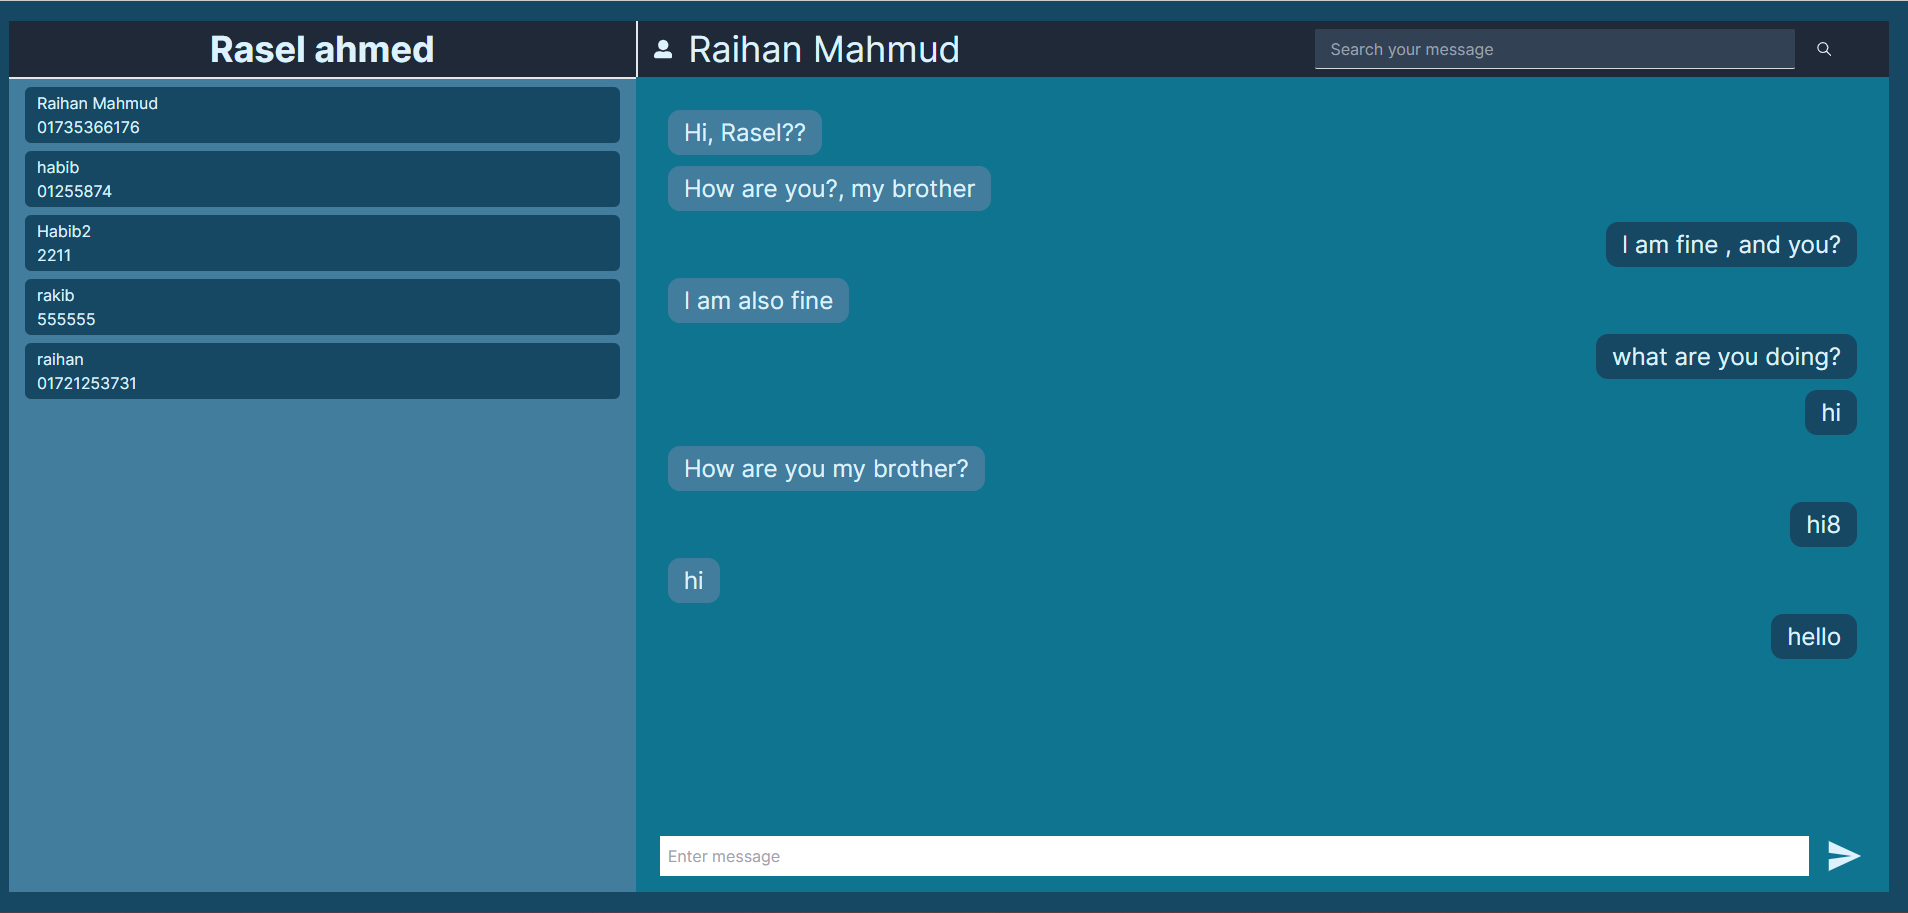 Rasel ahmed
Raihan Mahmud
01735366176
habib
01255874
Habib2
2211
rakib
555555
raihan
01721253731
Raihan Mahmud
Search your message
Hi, Rasel??
How are you?, my brother
I am fine , and you?
I am also fine
what are you doing?
hi
How are you my brother?
hi8
hi
hello
Enter message